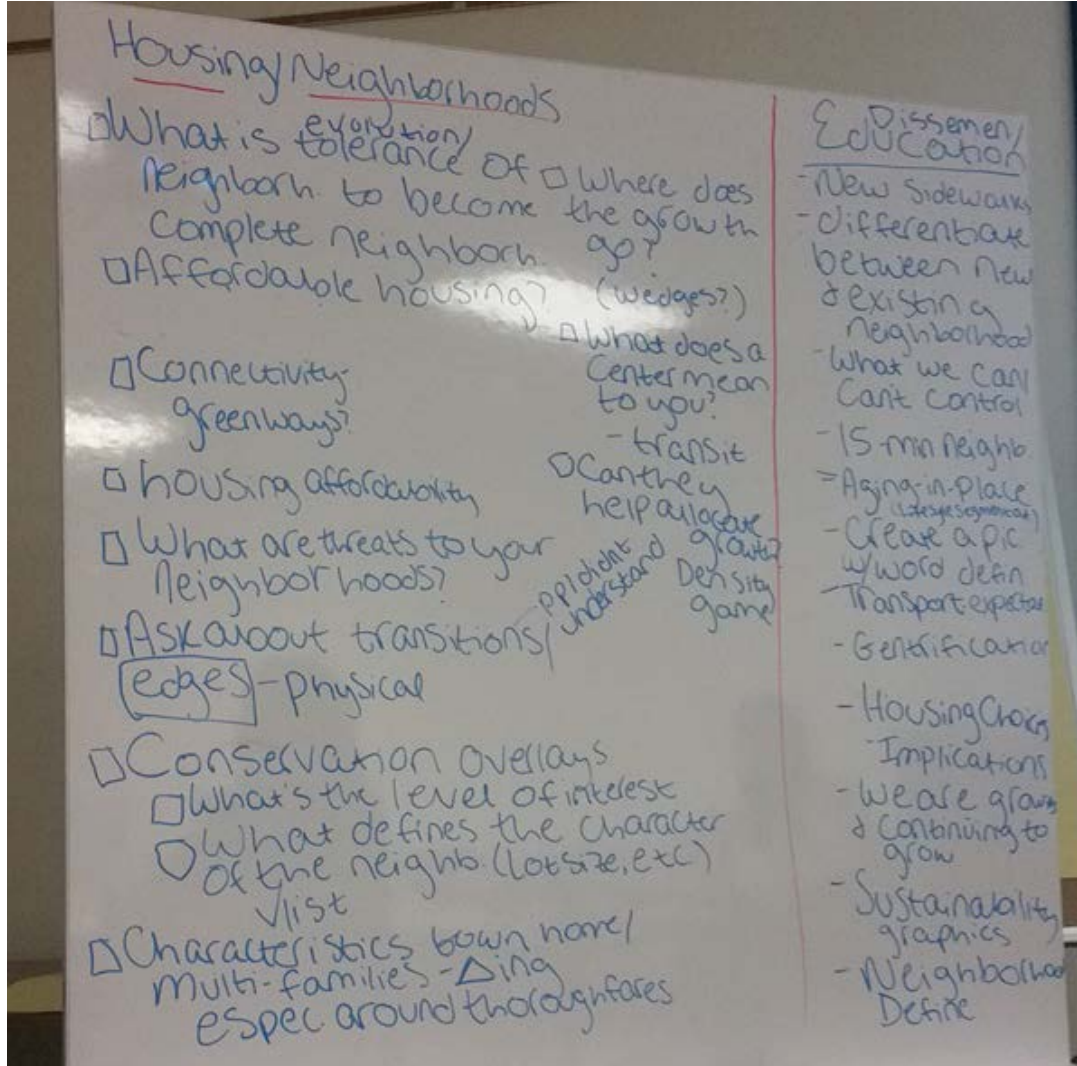 Housing/Neighborhoods
□What is evolution/
tolerance of
neighborh. to become
complete neighborh.
□Affordable housing?
□Connectivity-
greenways?
□housing affordability
□What are threats to your
neighborhoods?
□Ask about transitions/
edges-physical
ppldidnt
understand
□Conservation overlays
□What's the level of interest
□What defines the character
of the neighb. (lotsize, etc)
√list
□Characteristics town home/
multi-families - Δing
espec around thoroughfares
□Where does
the growth
go?
(wedges?)
□What does a
Center mean
to you?
- transit
□Can they
help allocate
growth?
Density
game
Dissemen/
Education
-New Sidewalks
-differentiate
between new
& existing
neighborhood
-What we can/
Can't control
-15-min neighb
-Aging-in-place
-Create a pic
w/word defin
-Transport expectas
-Gentrification
-Housing Choices
-Implications
-We are growing
& continuing to
grow
-Sustainability
graphics
-Neighborhood
Define